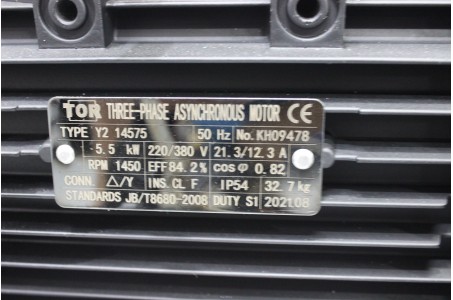 TOR THREE-PHASE ASYNCHRONOUS MOTOR CE
TYPE Y2 14575 50 Hz No. KH09478
5.5 kW 220/380 V 21.3/12.3 A
RPM 1450 EFF 84.2% cosφ 0.82
CONN. △/Y INS.CL F IP54 32.7 kg
STANDARDS JB/T8680-2008 DUTY S1 202108